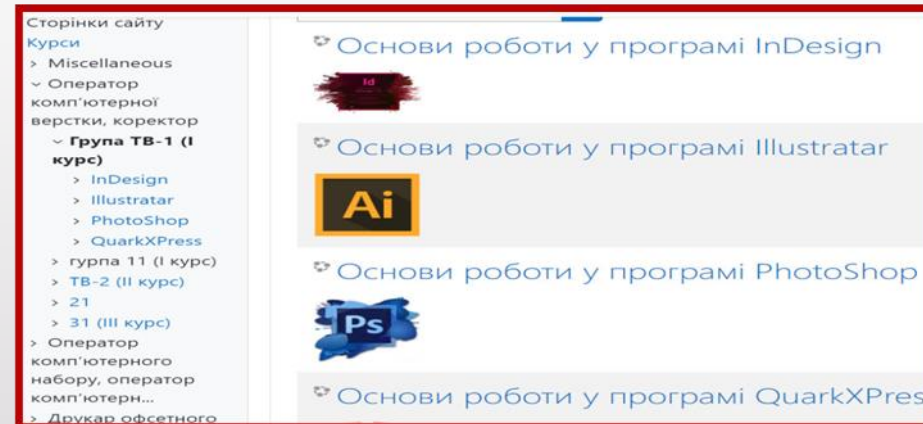 Сторінки сайту
Курси
Miscellaneous
Оператор
комп'ютерної
верстки, коректор
Група ТВ-1 (І
курс)
InDesign
Illustratar
PhotoShop
QuarkXPress
гурпа 11 (І курс)
ТВ-2 (ІІ курс)
21
31 (ІІІ курс)
Оператор
комп'ютерного
набору, оператор
комп'ютерн...
Друкар офсетного
Основи роботи у програмі InDesign
Id
Основи роботи у програмі Illustratar
Ai
Основи роботи у програмі PhotoShop
Ps
Основи роботи у програмі QuarkXPres